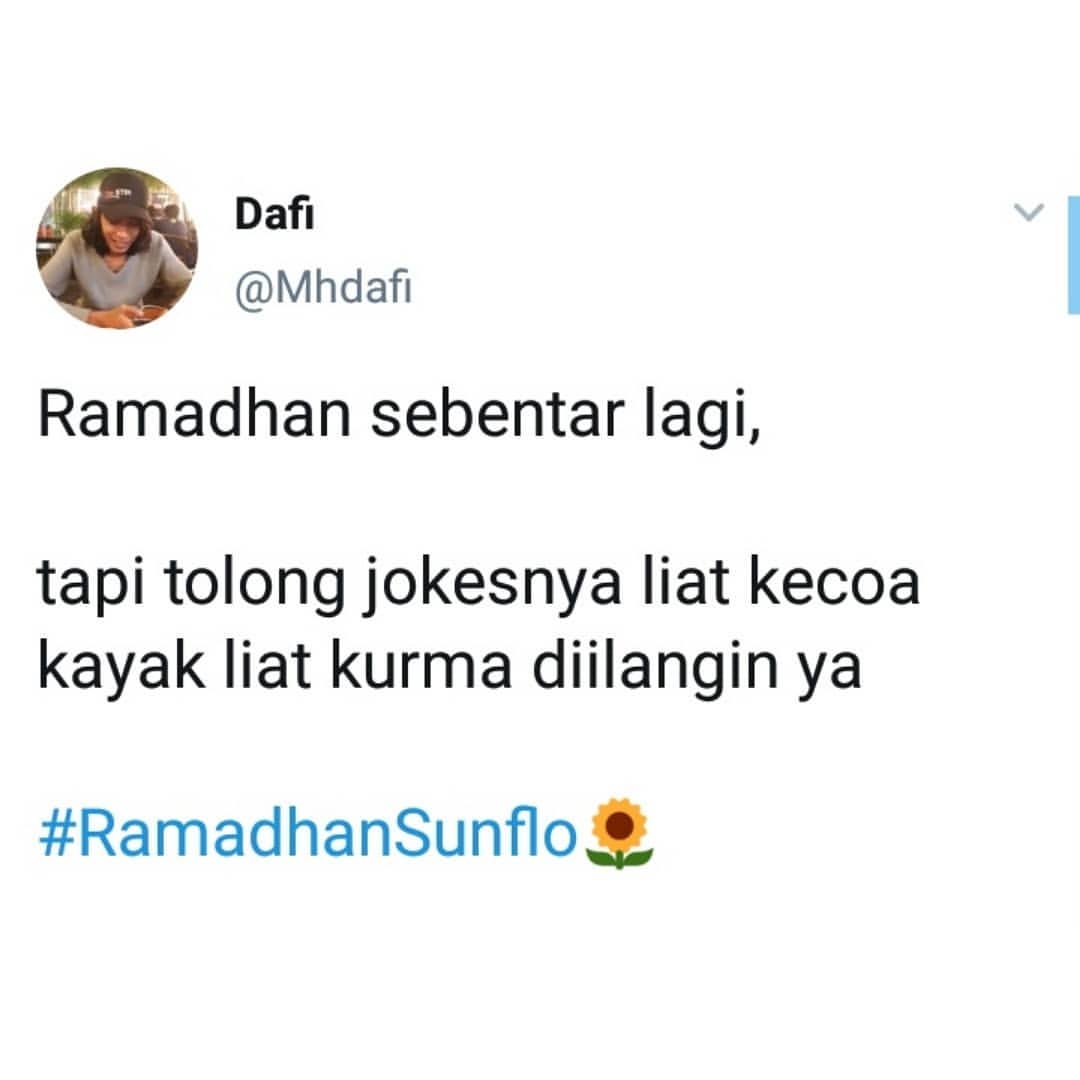 Dafi
@Mhdafi
Ramadhan sebentar lagi,
tapi tolong jokesnya liat kecoa
kayak liat kurma diilangin ya
#RamadhanSunflo🌻